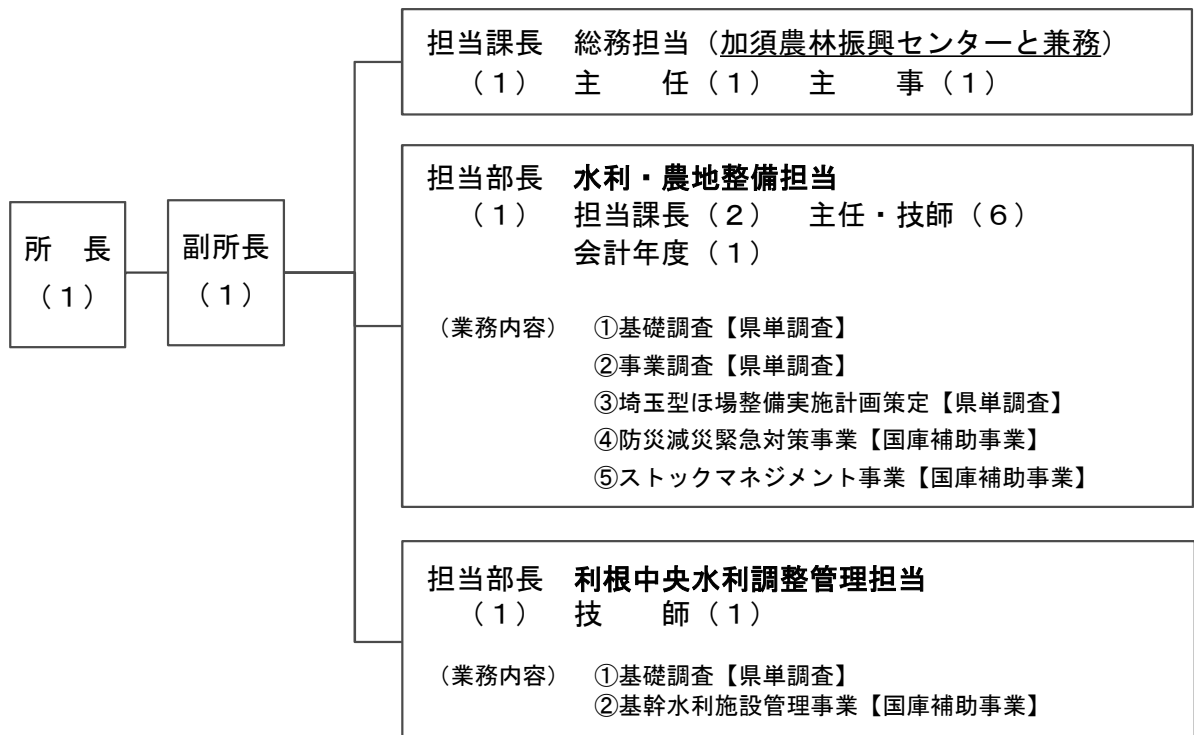 所　長
（１）
副所長
（１）
担当課長　総務担当（加須農林振興センターと兼務）
（１）　主　　任（１）　主　　事（１）
担当部長　水利・農地整備担当
（１）　担当課長（２）　主任・技師（６）
会計年度（１）
（業務内容）　①基礎調査【県単調査】
②事業調査【県単調査】
③埼玉型ほ場整備実施計画策定【県単調査】
④防災減災緊急対策事業【国庫補助事業】
⑤ストックマネジメント事業【国庫補助事業】
担当部長　利根中央水利調整管理担当
（１）　技　　師（１）
（業務内容）　①基礎調査【県単調査】
②基幹水利施設管理事業【国庫補助事業】